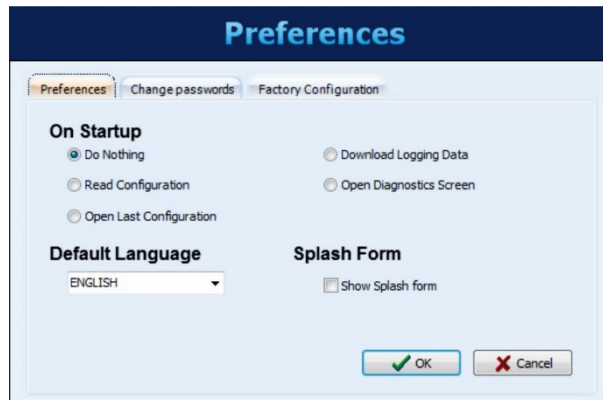 Preferences
Preferences Change passwords Factory Configuration
On Startup
Do Nothing Download Logging Data
Read Configuration Open Diagnostics Screen
Open Last Configuration
Default Language Splash Form
ENGLISH Show Splash form
OK Cancel